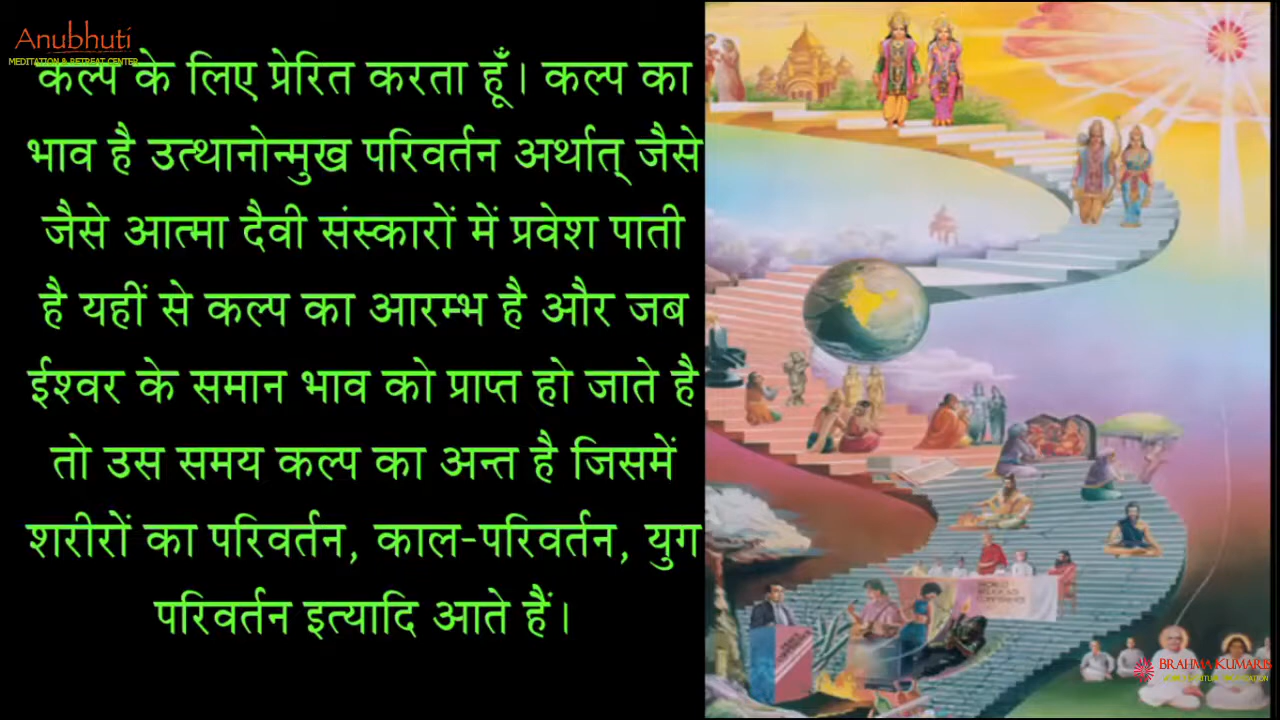 Anubhuti
MEDITATION & RETREAT CENTER
कल्प के लिए प्रेरित करता हूँ। कल्प का
भाव है उत्थानोन्मुख परिवर्तन अर्थात् जैसे
जैसे आत्मा दैवी संस्कारों में प्रवेश पाती
है यहीं से कल्प का आरम्भ है और जब
ईश्वर के समान भाव को प्राप्त हो जाते है
तो उस समय कल्प का अन्त है जिसमें
शरीरों का परिवर्तन, काल-परिवर्तन, युग
परिवर्तन इत्यादि आते हैं।
BRAHMA KUMARIS